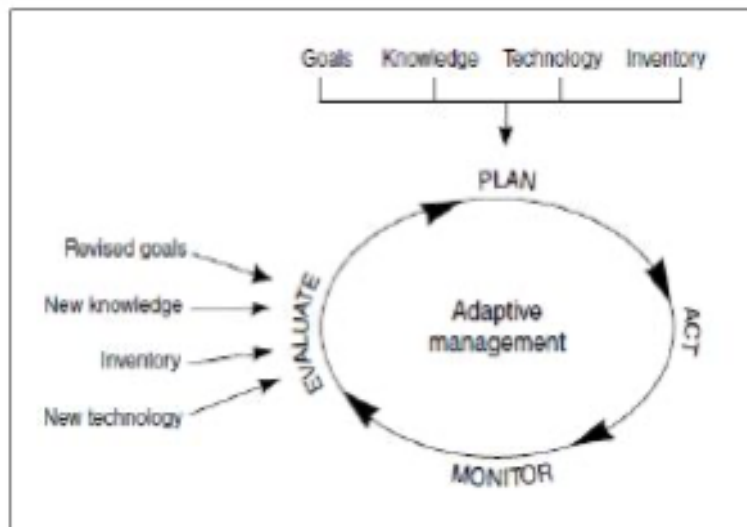 Goals Knowledge Technology Inventory
PLAN
Revised goals
New knowledge
Inventory
New technology
EVALUATE
Adaptive
management
ACT
MONITOR